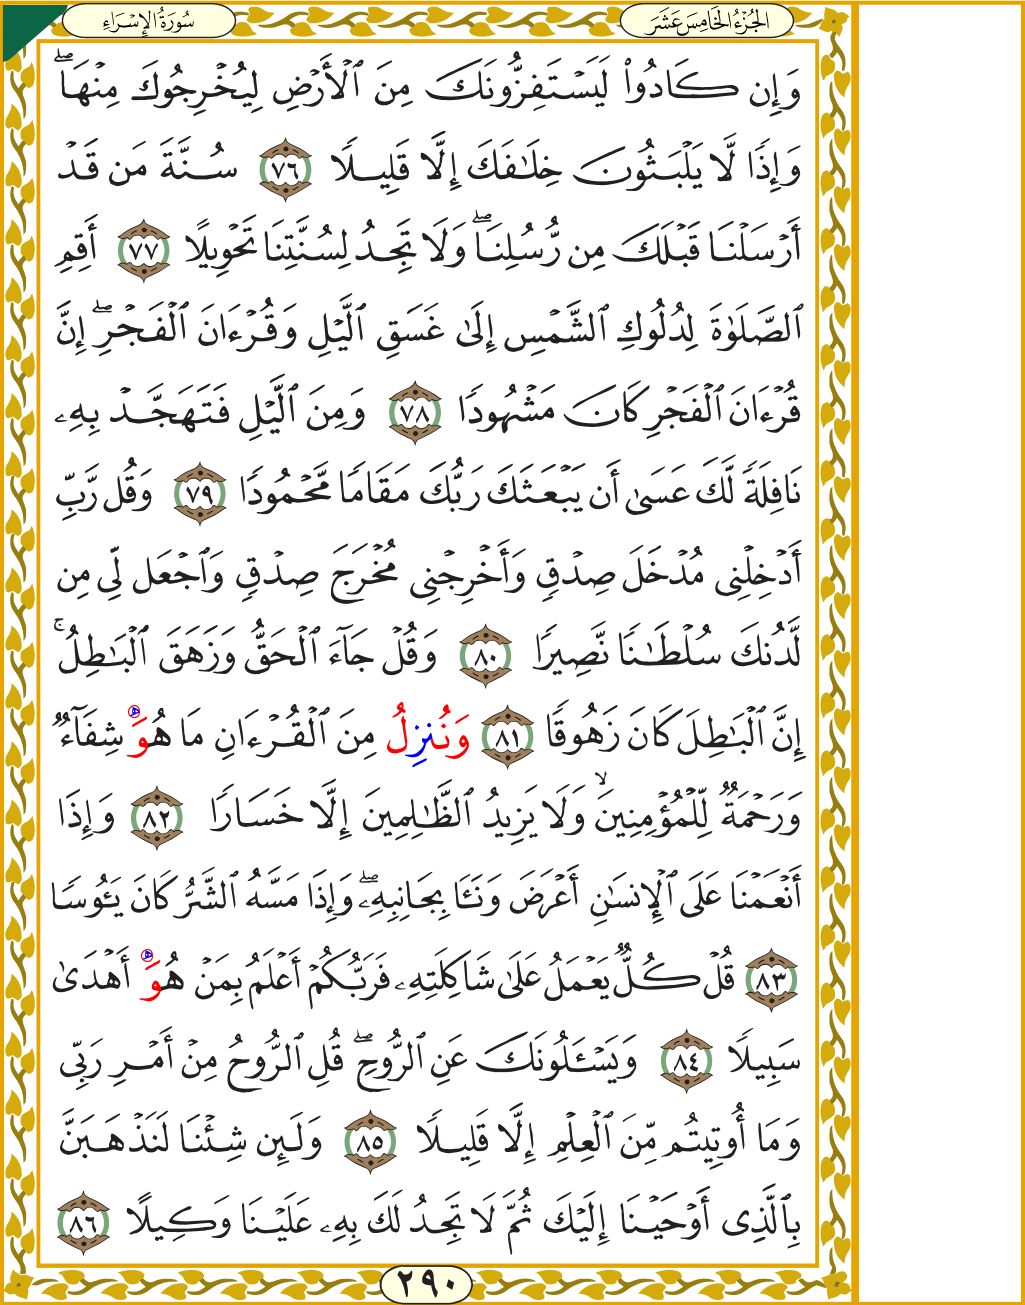 الجُزْءُ الخَامِسَ عَشَرَ
سُورَةُ الإِسْرَاءِ
وَإِن كَادُواْ لَيَسْتَفِزُّونَكَ مِنَ ٱلْأَرْضِ لِيُخْرِجُوكَ مِنْهَاۖ
وَإِذٗا لَّا يَلْبَثُونَ خِلَٰفَكَ إِلَّا قَلِيلٗا ٧٦ سُنَّةَ مَن قَدْ
أَرْسَلْنَا قَبْلَكَ مِن رُّسُلِنَاۖ وَلَا تَجِدُ لِسُنَّتِنَا تَحْوِيلًا ٧٧ أَقِمِ
ٱلصَّلَوٰةَ لِدُلُوكِ ٱلشَّمْسِ إِلَىٰ غَسَقِ ٱلَّيْلِ وَقُرْءَانَ ٱلْفَجْرِۖ إِنَّ
قُرْءَانَ ٱلْفَجْرِ كَانَ مَشْهُودٗا ٧٨ وَمِنَ ٱلَّيْلِ فَتَهَجَّدْ بِهِۦ
نَافِلَةٗ لَّكَ عَسَىٰ أَن يَبْعَثَكَ رَبُّكَ مَقَامٗا مَّحْمُودٗا ٧٩ وَقُل رَّبِّ
أَدْخِلْنِي مُدْخَلَ صِدْقٖ وَأَخْرِجْنِي مُخْرَجَ صِدْقٖ وَٱجْعَل لِّي مِن
لَّدُنكَ سُلْطَٰنٗا نَّصِيرٗا ٨٠ وَقُلْ جَآءَ ٱلْحَقُّ وَزَهَقَ ٱلْبَٰطِلُۚ
إِنَّ ٱلْبَٰطِلَ كَانَ زَهُوقٗا ٨١ وَنُنزِلُ مِنَ ٱلْقُرْءَانِ مَا هُوَ شِفَآءٞ
وَرَحْمَةٞ لِّلْمُؤْمِنِينَۙ وَلَا يَزِيدُ ٱلظَّٰلِمِينَ إِلَّا خَسَارٗا ٨٢ وَإِذَآ
أَنْعَمْنَا عَلَى ٱلْإِنسَٰنِ أَعْرَضَ وَنَـَٔا بِجَانِبِهِۦۖ وَإِذَا مَسَّهُ ٱلشَّرُّ كَانَ يَـُٔوسٗا
٨٣ قُلْ كُلّٞ يَعْمَلُ عَلَىٰ شَاكِلَتِهِۦ فَرَبُّكُمْ أَعْلَمُ بِمَنْ هُوَ أَهْدَىٰ
سَبِيلٗا ٨٤ وَيَسْـَٔلُونَكَ عَنِ ٱلرُّوحِۖ قُلِ ٱلرُّوحُ مِنْ أَمْرِ رَبِّي
وَمَآ أُوتِيتُم مِّنَ ٱلْعِلْمِ إِلَّا قَلِيلٗا ٨٥ وَلَئِن شِئْنَا لَنَذْهَبَنَّ
بِٱلَّذِيٓ أَوْحَيْنَآ إِلَيْكَ ثُمَّ لَا تَجِدُ لَكَ بِهِۦ عَلَيْنَا وَكِيلًا ٨٦
٢٩٠